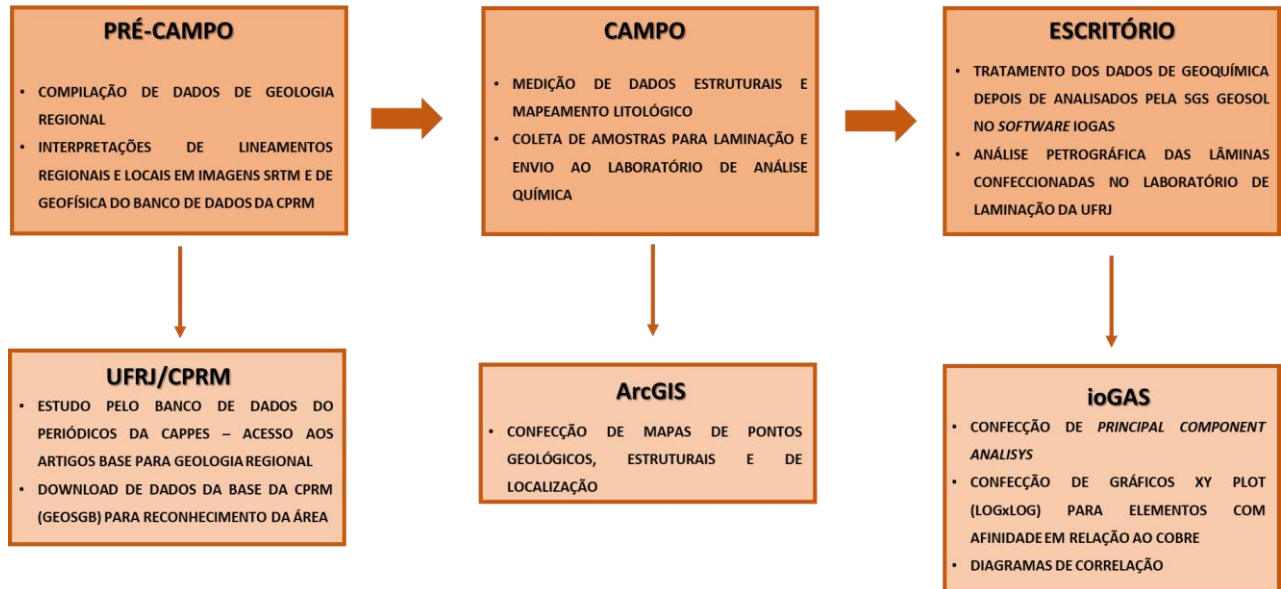 PRÉ-CAMPO
• COMPILAÇÃO DE DADOS DE GEOLOGIA
REGIONAL
• INTERPRETAÇÕES DE LINEAMENTOS
REGIONAIS E LOCAIS EM IMAGENS SRTM E DE
GEOFÍSICA DO BANCO DE DADOS DA CPRM
CAMPO
• MEDIÇÃO DE DADOS ESTRUTURAIS E
MAPEAMENTO LITOLÓGICO
• COLETA DE AMOSTRAS PARA LAMINAÇÃO E
ENVIO AO LABORATÓRIO DE ANÁLISE
QUÍMICA
ESCRITÓRIO
• TRATAMENTO DOS DADOS DE GEOQUÍMICA
DEPOIS DE ANALISADOS PELA SGS GEOSOL
NO SOFTWARE IOGAS
• ANÁLISE PETROGRÁFICA DAS LÂMINAS
CONFECCIONADAS NO LABORATÓRIO DE
LAMINAÇÃO DA UFRJ
UFRJ/CPRM
• ESTUDO PELO BANCO DE DADOS DO
PERIÓDICOS DA CAPPES – ACESSO AOS
ARTIGOS BASE PARA GEOLOGIA REGIONAL
• DOWNLOAD DE DADOS DA BASE DA CPRM
(GEOSGB) PARA RECONHECIMENTO DA ÁREA
ArcGIS
• CONFECÇÃO DE MAPAS DE PONTOS
GEOLÓGICOS, ESTRUTURAIS E DE
LOCALIZAÇÃO
ioGAS
• CONFECÇÃO DE PRINCIPAL COMPONENT
ANALISYS
• CONFECÇÃO DE GRÁFICOS XY PLOT
(LOGxLOG) PARA ELEMENTOS COM
AFINIDADE EM RELAÇÃO AO COBRE
• DIAGRAMAS DE CORRELAÇÃO